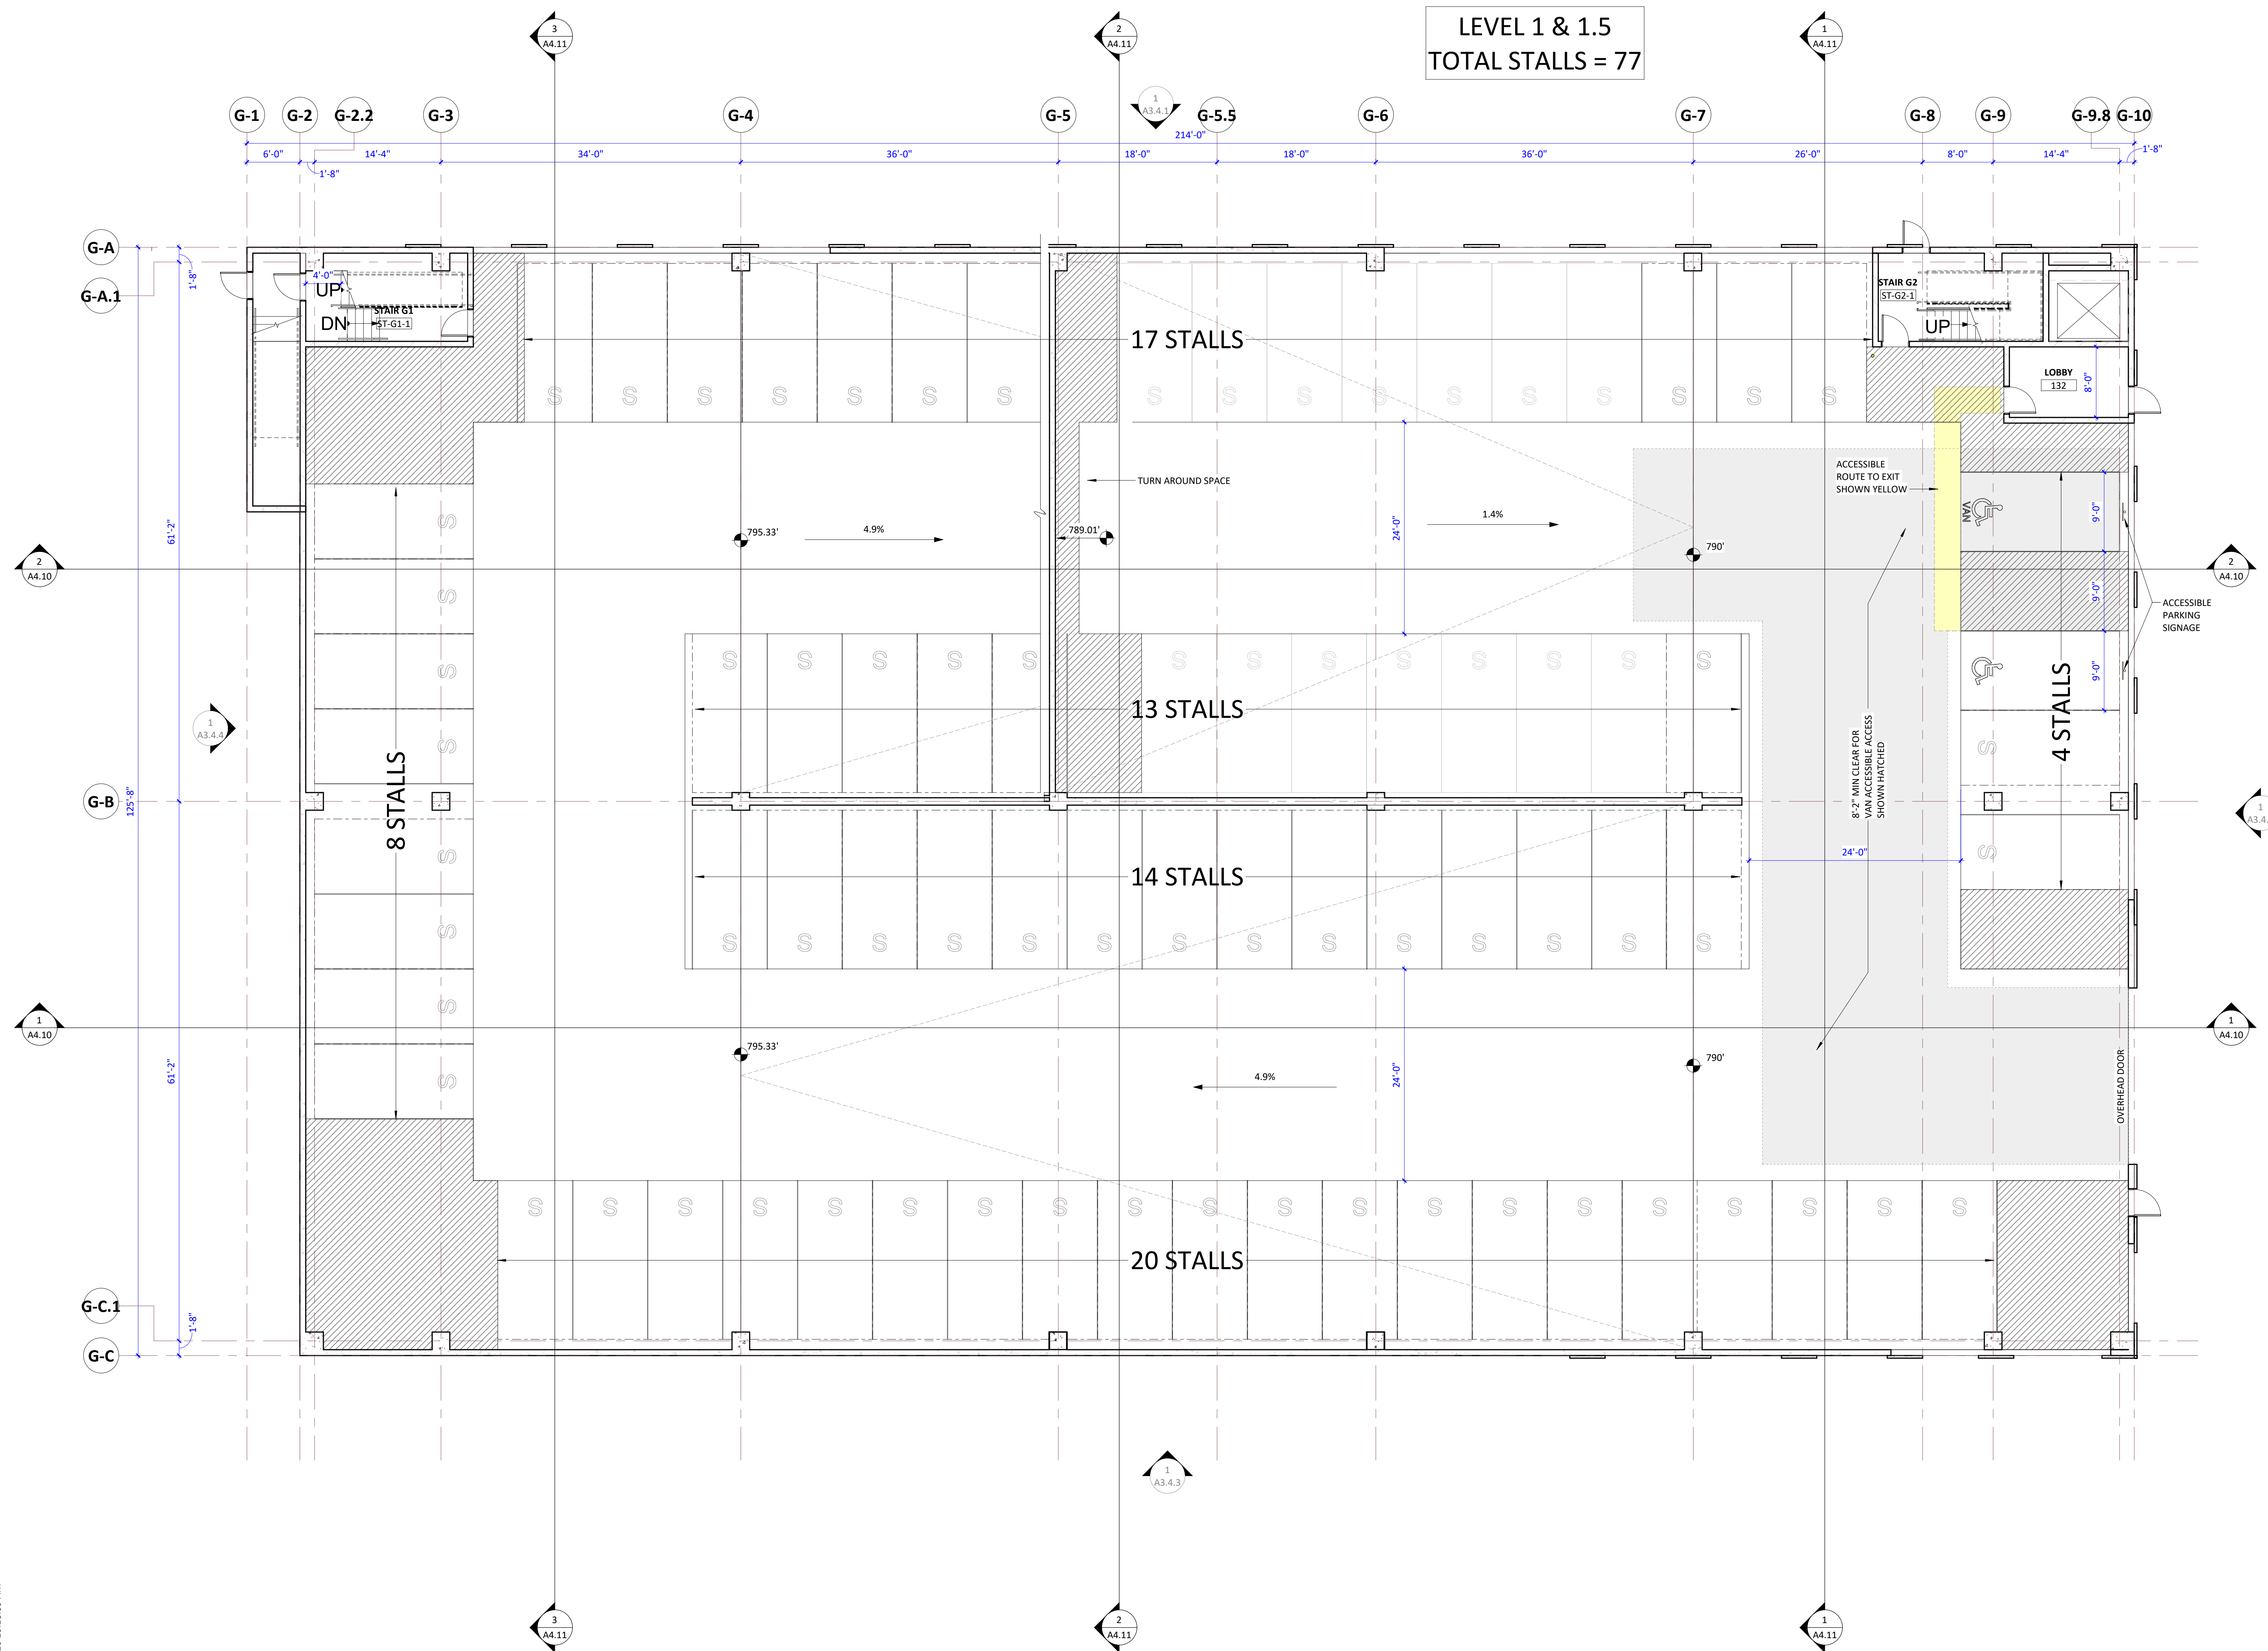 LEVEL 1 & 1.5
TOTAL STALLS = 77
3
A4.11
2
A4.11
1
A4.11
1
A3.4.1
G-1
G-2
G-2.2
G-3
G-4
G-5
G-5.5
G-6
G-7
G-8
G-9
G-9.8
G-10
214'-0"
6'-0"
1'-8"
14'-4"
34'-0"
36'-0"
18'-0"
18'-0"
36'-0"
26'-0"
8'-0"
14'-4"
1'-8"
G-A
G-A.1
1'-8"
4'-0"
UP
DN
STAIR G1
ST-G1-1
STAIR G2
ST-G2-1
UP
17 STALLS
LOBBY
132
8'-0"
S S S S S S S S S S S S S S S S
TURN AROUND SPACE
ACCESSIBLE
ROUTE TO EXIT
SHOWN YELLOW
VAN
9'-0"
61'-2"
795.33'
4.9%
789.01'
24'-0"
1.4%
790'
2
A4.10
2
A4.10
9'-0"
ACCESSIBLE
PARKING
SIGNAGE
9'-0"
S S S S S S S S S S S S S
13 STALLS
1
A3.4.4
8 STALLS
S
S
S
S
S
S
S
S
4 STALLS
S
S
8'-2" MIN CLEAR FOR
VAN ACCESSIBLE ACCESS
SHOWN HATCHED
G-B
125'-8"
1
A3.4.
24'-0"
14 STALLS
S S S S S S S S S S S S S S
1
A4.10
1
A4.10
61'-2"
795.33'
4.9%
24'-0"
790'
OVERHEAD DOOR
S S S S S S S S S S S S S S S S S S S S
20 STALLS
G-C.1
1'-8"
G-C
1
A3.4.3
3
A4.11
2
A4.11
1
A4.11